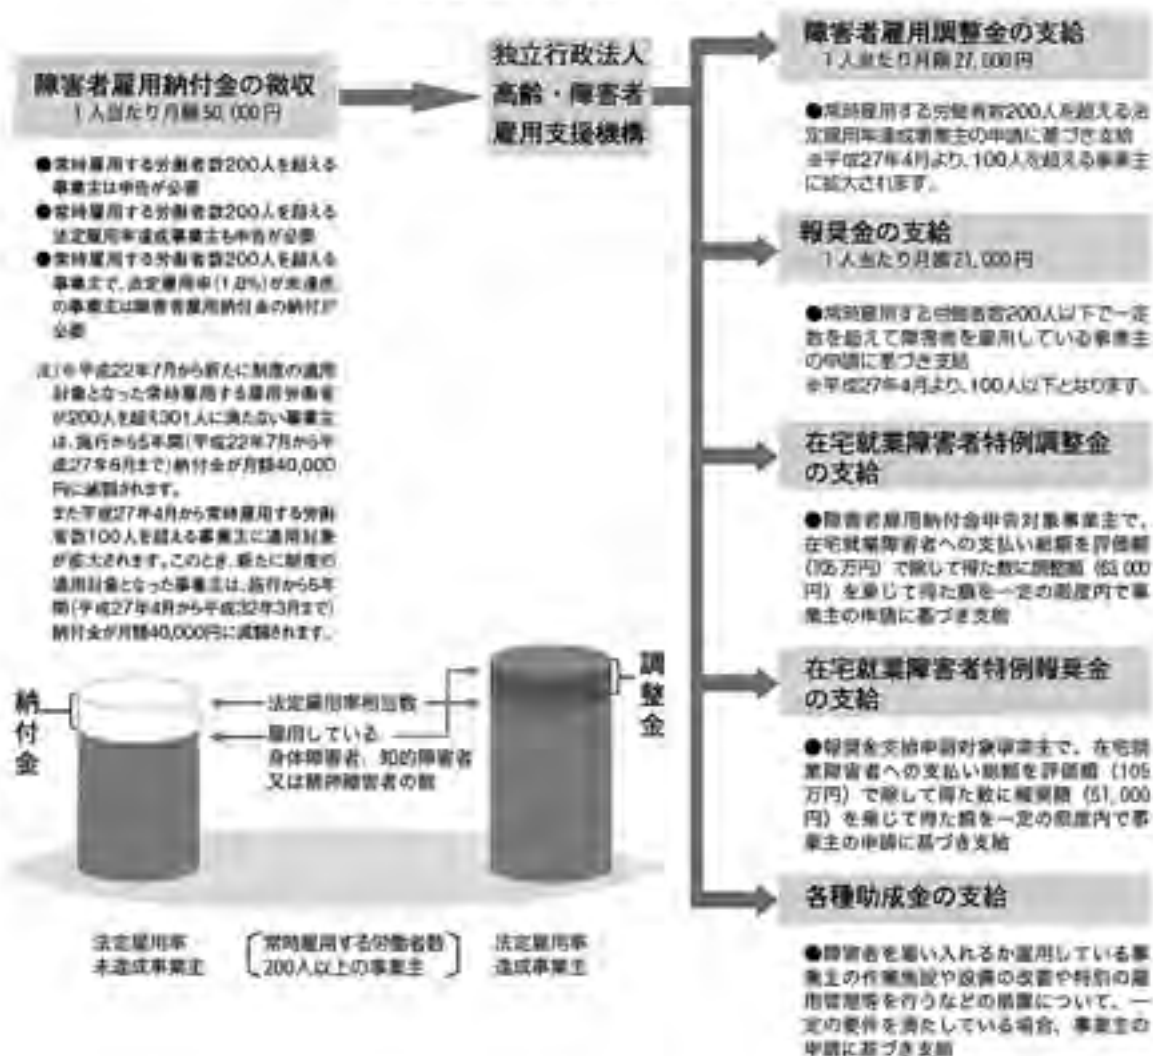 障害者雇用納付金の徴収
1人当たり月額50,000円
●常時雇用する労働者数200人を超える
事業主は申告が必要
●常時雇用する労働者数200人を超える
法定雇用率達成事業主も申告が必要
●常時雇用する労働者数200人を超える
事業主で、法定雇用率(1.8%)が未達成
の事業主は障害者雇用納付金の納付が
必要
注)※平成22年7月から新たに制度の適用
対象となった常時雇用する雇用労働者
が200人を超え301人に満たない事業主
は、施行から5年間(平成22年7月から平
成27年6月まで)納付金が月額40,000
円に減額されます。
また平成27年4月から常時雇用する労働
者数100人を超える事業主に適用対象
が拡大されます。このとき、新たに制度の
適用対象となった事業主は、施行から5年
間(平成27年4月から平成32年3月まで)
納付金が月額40,000円に減額されます。
独立行政法人
高齢・障害者
雇用支援機構
障害者雇用調整金の支給
1人当たり月額27,000円
●常時雇用する労働者数200人を超える法
定雇用率達成事業主の申請に基づき支給
※平成27年4月より、100人を超える事業主
に拡大されます。
報奨金の支給
1人当たり月額21,000円
●常時雇用する労働者数200人以下で一定
数を超えて障害者を雇用している事業主
の申請に基づき支給
※平成27年4月より、100人以下となります。
在宅就業障害者特例調整金
の支給
●障害者雇用納付金申告対象事業主で、
在宅就業障害者への支払い総額を評価額
(105万円)で除して得た数に調整額(63,000
円)を乗じて得た額を一定の限度内で事
業主の申請に基づき支給
在宅就業障害者特例報奨金
の支給
●報奨金支給申請対象事業主で、在宅就
業障害者への支払い総額を評価額(105
万円)で除して得た数に報奨額(51,000
円)を乗じて得た額を一定の限度内で事
業主の申請に基づき支給
各種助成金の支給
●障害者を雇い入れるか雇用している事
業主の作業施設や設備の改善や特別の雇
用管理等を行うなどの措置について、一
定の要件を満たしている場合、事業主の
申請に基づき支給
納付金
法定雇用率相当数
雇用している
身体障害者、知的障害者
又は精神障害者の数
調整金
法定雇用率
未達成事業主
常時雇用する労働者数
200人以上の事業主
法定雇用率
達成事業主